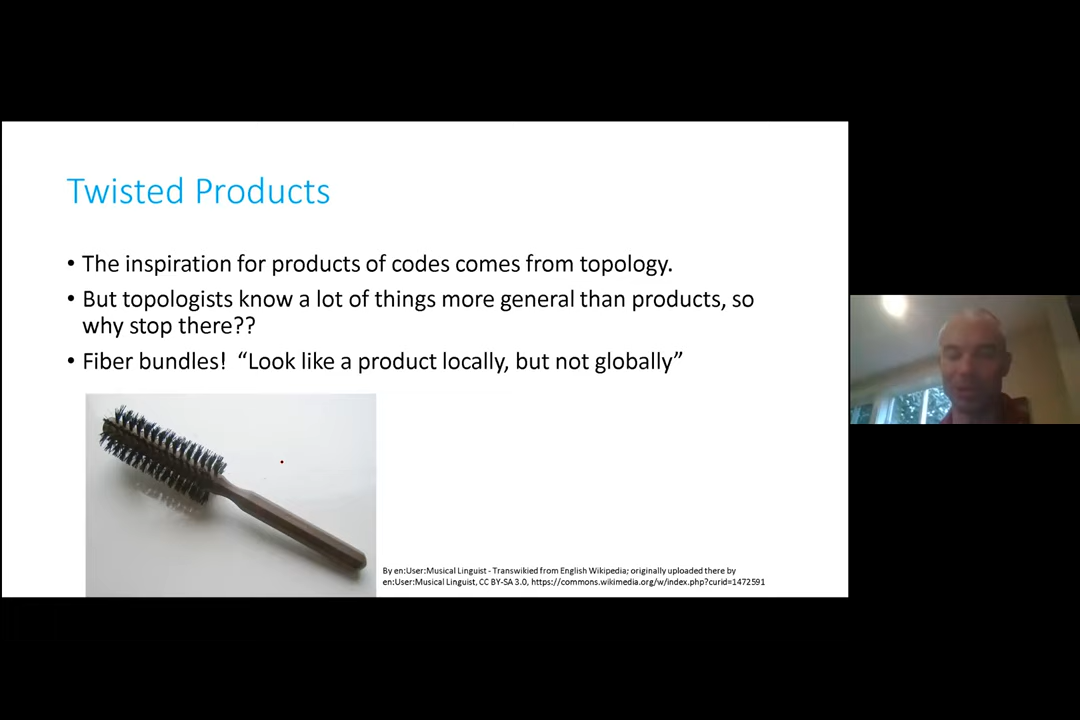 Twisted Products
• The inspiration for products of codes comes from topology.
• But topologists know a lot of things more general than products, so
why stop there??
• Fiber bundles!  “Look like a product locally, but not globally”
By en:User:Musical Linguist - Transwikied from English Wikipedia; originally uploaded there by
en:User:Musical Linguist, CC BY-SA 3.0, https://commons.wikimedia.org/w/index.php?curid=1472591